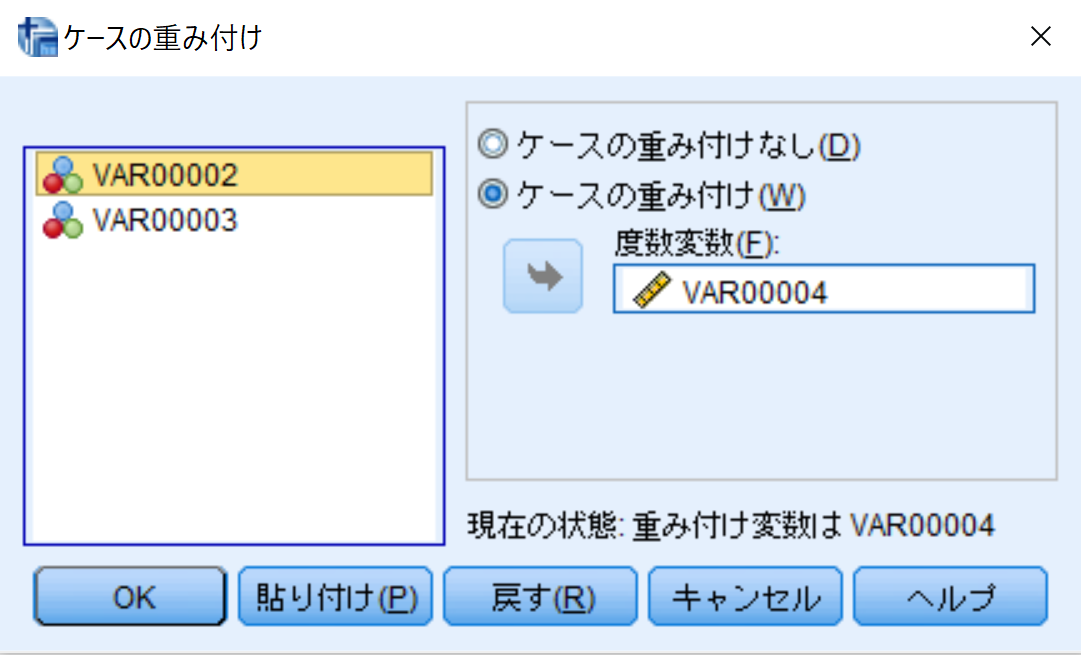 ケースの重み付け
VAR00002
VAR00003
ケースの重み付けなし(D)
ケースの重み付け(W)
度数変数(F):
VAR00004
現在の状態: 重み付け変数は VAR00004
OK
貼り付け(P)
戻す(R)
キャンセル
ヘルプ